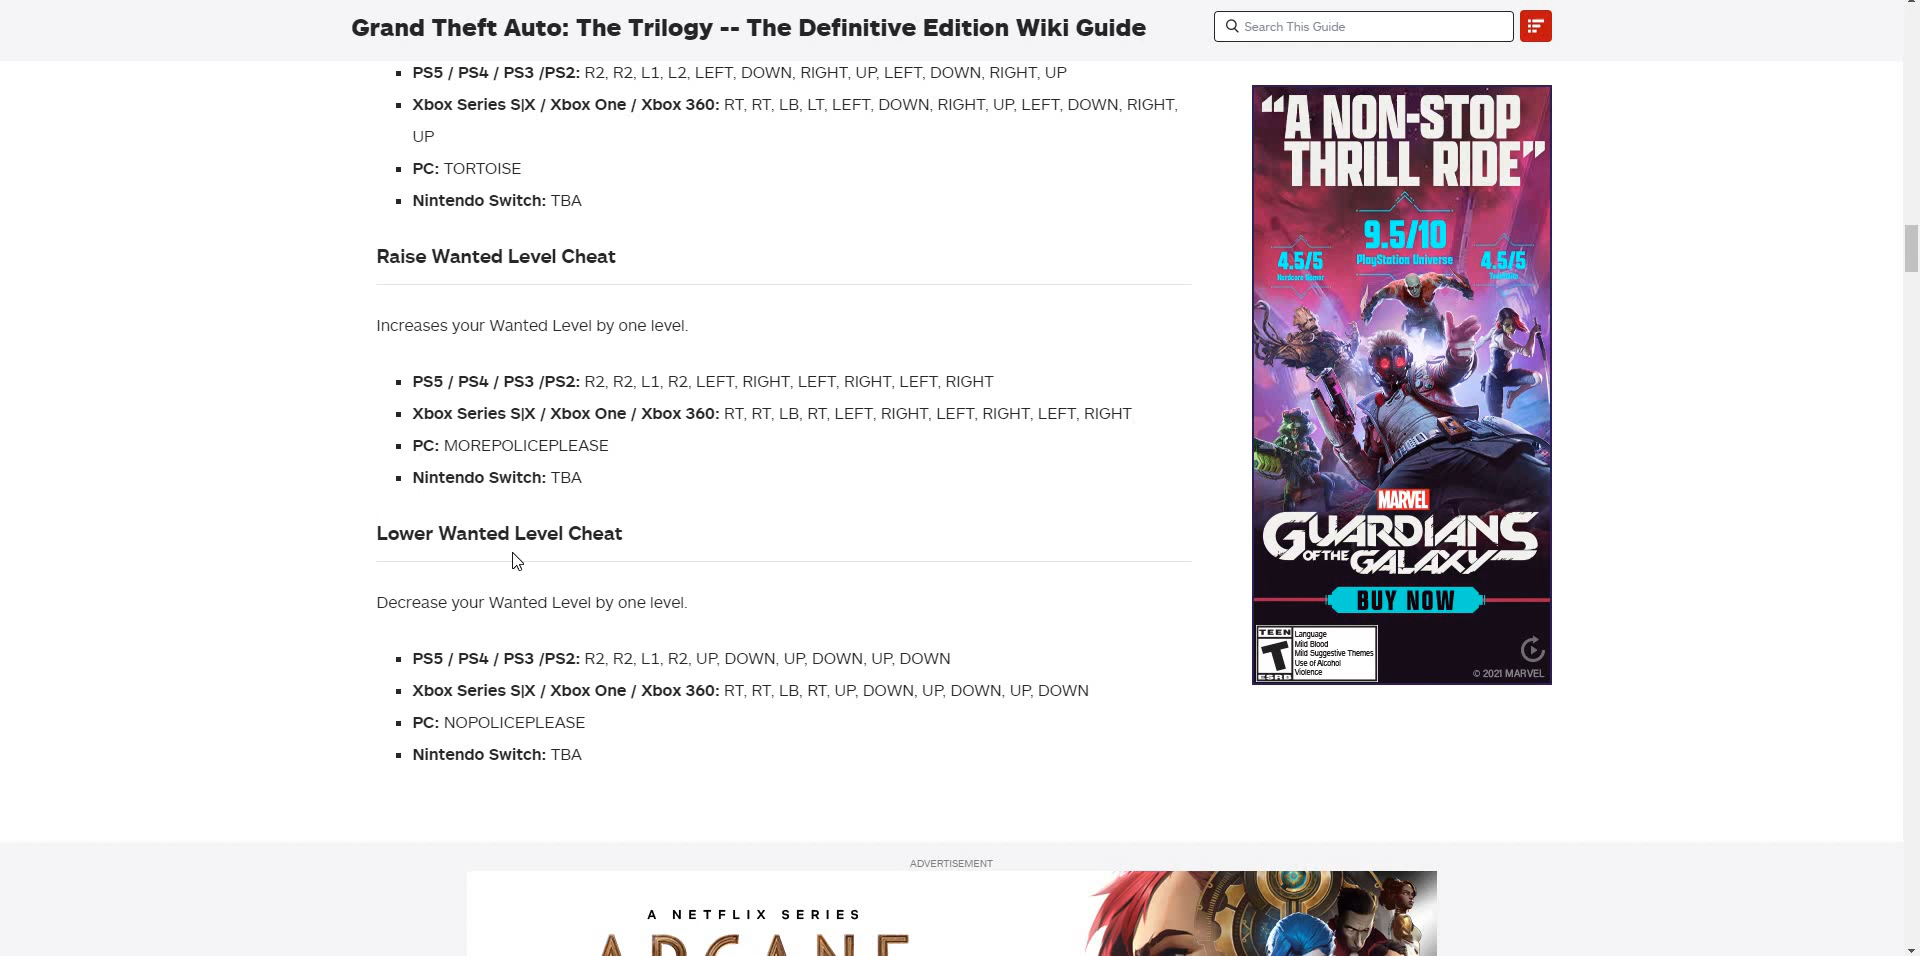 Grand Theft Auto: The Trilogy -- The Definitive Edition Wiki Guide
Search This Guide
PS5 / PS4 / PS3 /PS2: R2, R2, L1, L2, LEFT, DOWN, RIGHT, UP, LEFT, DOWN, RIGHT, UP
Xbox Series S|X / Xbox One / Xbox 360: RT, RT, LB, LT, LEFT, DOWN, RIGHT, UP, LEFT, DOWN, RIGHT,
UP
PC: TORTOISE
Nintendo Switch: TBA
Raise Wanted Level Cheat
Increases your Wanted Level by one level.
PS5 / PS4 / PS3 /PS2: R2, R2, L1, R2, LEFT, RIGHT, LEFT, RIGHT, LEFT, RIGHT
Xbox Series S|X / Xbox One / Xbox 360: RT, RT, LB, RT, LEFT, RIGHT, LEFT, RIGHT, LEFT, RIGHT
PC: MOREPOLICEPLEASE
Nintendo Switch: TBA
Lower Wanted Level Cheat
Decrease your Wanted Level by one level.
PS5 / PS4 / PS3 /PS2: R2, R2, L1, R2, UP, DOWN, UP, DOWN, UP, DOWN
Xbox Series S|X / Xbox One / Xbox 360: RT, RT, LB, RT, UP, DOWN, UP, DOWN, UP, DOWN
PC: NOPOLICEPLEASE
Nintendo Switch: TBA
“A NON-STOP
THRILL RIDE”
9.5/10
PlayStation Universe
4.5/5
Hardcore Gamer
4.5/5
MARVEL
GUARDIANS
OF THE GALAXY
BUY NOW
TEEN
T
ESRB
Language
Mild Blood
Mild Suggestive Themes
Use of Alcohol
Violence
© 2021 MARVEL
ADVERTISEMENT
A NETFLIX SERIES
ARCANE